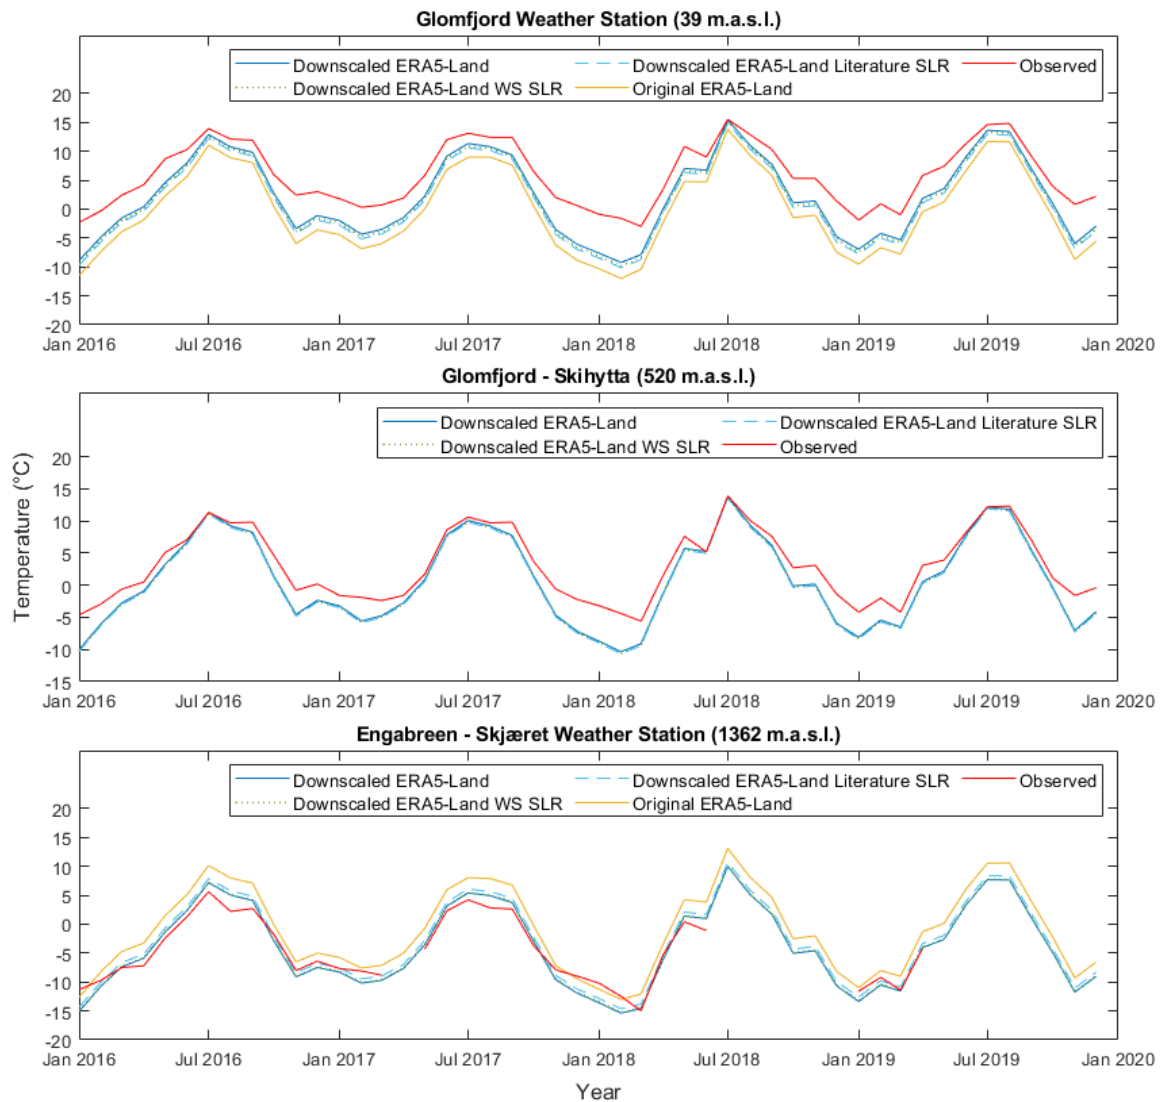 Glomfjord Weather Station (39 m.a.s.l.)
Downscaled ERA5-Land Downscaled ERA5-Land Literature SLR Observed
Downscaled ERA5-Land WS SLR Original ERA5-Land
20
15
10
5
0
-5
-10
-15
-20
Jan 2016 Jul 2016 Jan 2017 Jul 2017 Jan 2018 Jul 2018 Jan 2019 Jul 2019 Jan 2020
Glomfjord - Skihytta (520 m.a.s.l.)
Downscaled ERA5-Land Downscaled ERA5-Land Literature SLR
Downscaled ERA5-Land WS SLR Observed
Temperature (°C)
20
15
10
5
0
-5
-10
-15
Jan 2016 Jul 2016 Jan 2017 Jul 2017 Jan 2018 Jul 2018 Jan 2019 Jul 2019 Jan 2020
Engabreen - Skjæret Weather Station (1362 m.a.s.l.)
Downscaled ERA5-Land Downscaled ERA5-Land Literature SLR Observed
Downscaled ERA5-Land WS SLR Original ERA5-Land
20
15
10
5
0
-5
-10
-15
-20
Jan 2016 Jul 2016 Jan 2017 Jul 2017 Jan 2018 Jul 2018 Jan 2019 Jul 2019 Jan 2020
Year